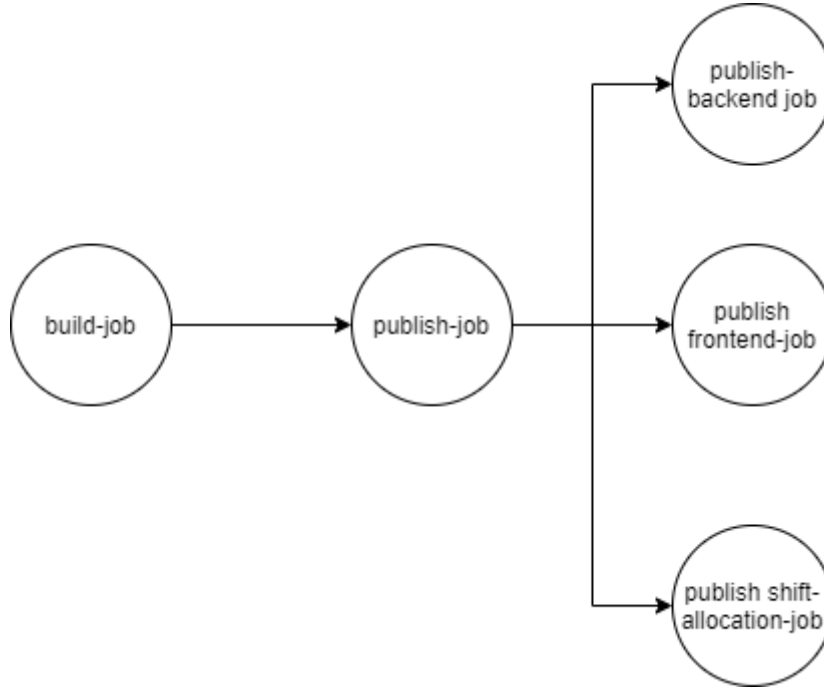 build-job
publish-job
publish-
backend job
publish
frontend-job
publish shift-
allocation-job